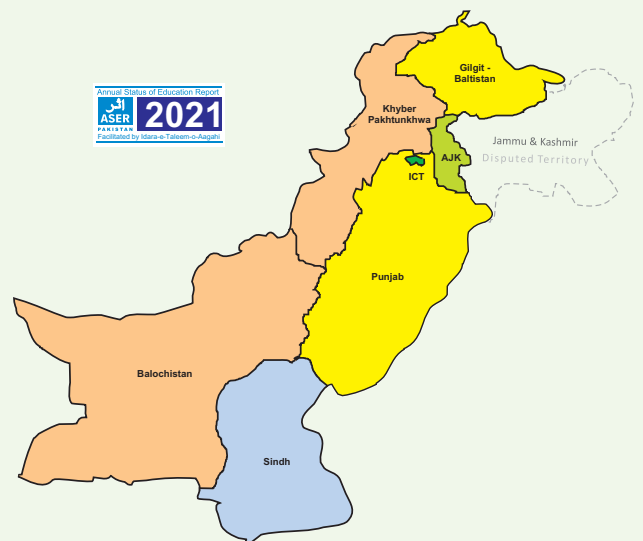 Annual Status of Education Report
اثر
ASER
PAKISTAN
2021
Facilitated by Idara-e-Taleem-o-Aagahi
Gilgit -
Baltistan
Khyber
Pakhtunkhwa
Jammu & Kashmir
Disputed Territory
AJK
ICT
Punjab
Balochistan
Sindh